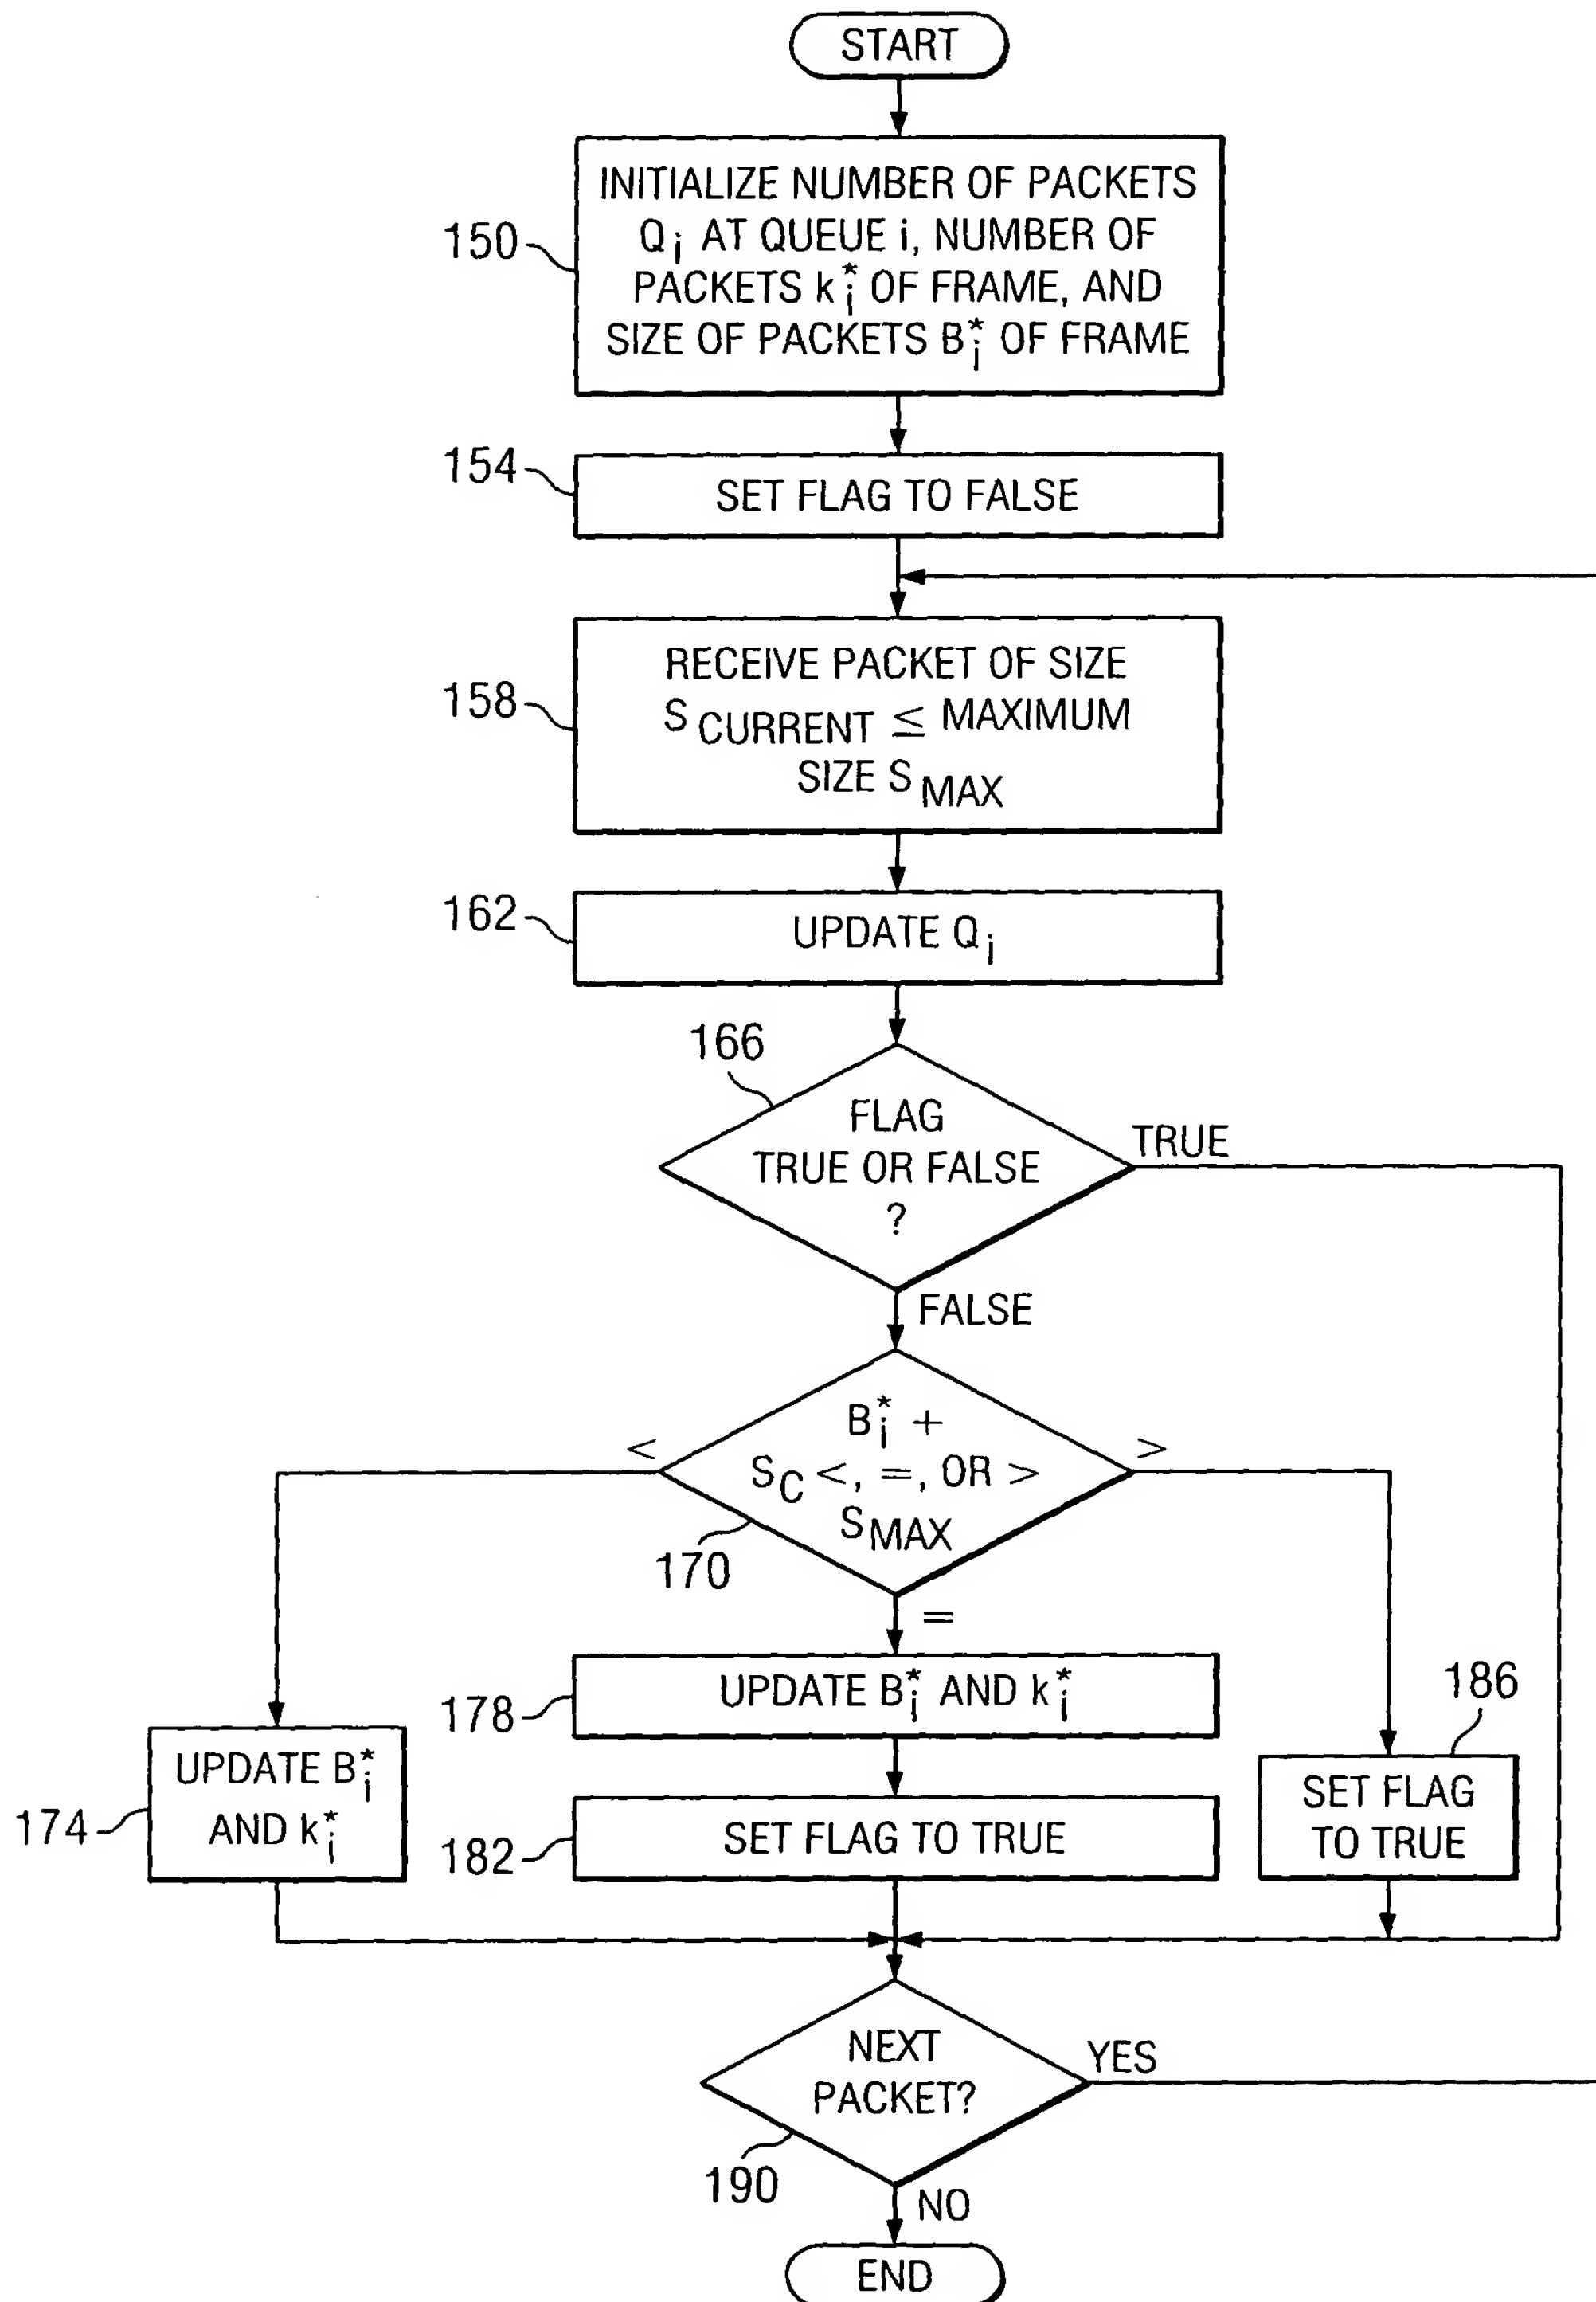 START
INITIALIZE NUMBER OF PACKETS
Q i AT QUEUE i, NUMBER OF
PACKETS k*i OF FRAME, AND
SIZE OF PACKETS B*i OF FRAME
150
154
SET FLAG TO FALSE
RECEIVE PACKET OF SIZE
S CURRENT ≤ MAXIMUM
SIZE S MAX
158
162
UPDATE Q i
166
FLAG
TRUE OR FALSE
?
TRUE
FALSE
B*i +
SC <, =, OR >
SMAX
<
>
170
=
UPDATE B*i AND k*i
178
186
UPDATE B*i
AND k*i
174
SET FLAG TO TRUE
182
SET FLAG
TO TRUE
NEXT
PACKET?
YES
190
NO
END